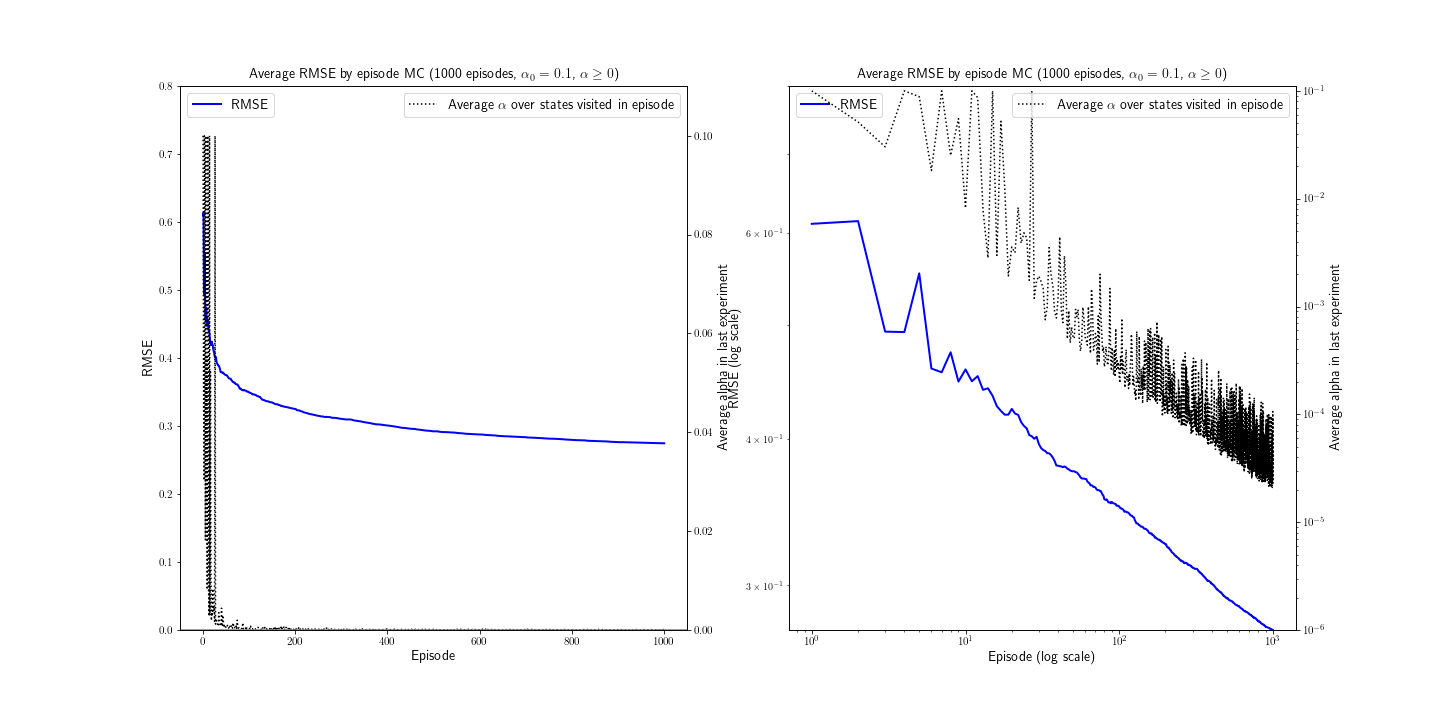 Average RMSE by episode MC (1000 episodes, α₀ = 0.1, α ≥ 0)
RMSE
Average α over states visited in episode
0.8
0.7
0.6
0.5
0.4
0.3
0.2
0.1
0.0
RMSE
0.10
0.08
0.06
0.04
0.02
0.00
Average alpha in last experiment
0
200
400
600
800
1000
Episode
Average RMSE by episode MC (1000 episodes, α₀ = 0.1, α ≥ 0)
RMSE
Average α over states visited in episode
6 × 10⁻¹
4 × 10⁻¹
3 × 10⁻¹
RMSE (log scale)
10⁻¹
10⁻²
10⁻³
10⁻⁴
10⁻⁵
10⁻⁶
Average alpha in last experiment
10⁰
10¹
10²
10³
Episode (log scale)